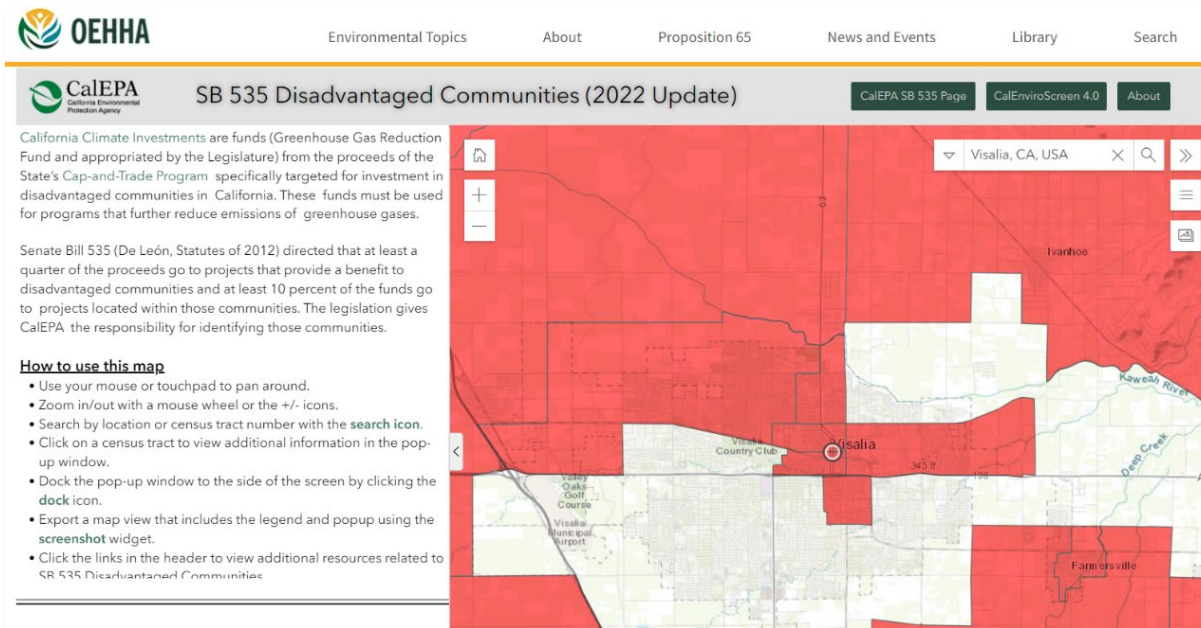 OEHHA
Environmental Topics
About
Proposition 65
News and Events
Library
Search
CalEPA
California Environmental
Protection Agency
SB 535 Disadvantaged Communities (2022 Update)
CalEPA SB 535 Page
CalEnviroScreen 4.0
About
California Climate Investments are funds (Greenhouse Gas Reduction
Fund and appropriated by the Legislature) from the proceeds of the
State's Cap-and-Trade Program specifically targeted for investment in
disadvantaged communities in California. These funds must be used
for programs that further reduce emissions of greenhouse gases.
Senate Bill 535 (De León, Statutes of 2012) directed that at least a
quarter of the proceeds go to projects that provide a benefit to
disadvantaged communities and at least 10 percent of the funds go
to projects located within those communities. The legislation gives
CalEPA the responsibility for identifying those communities.
How to use this map
• Use your mouse or touchpad to pan around.
• Zoom in/out with a mouse wheel or the +/- icons.
• Search by location or census tract number with the search icon.
• Click on a census tract to view additional information in the pop-
up window.
• Dock the pop-up window to the side of the screen by clicking the
dock icon.
• Export a map view that includes the legend and popup using the
screenshot widget.
• Click the links in the header to view additional resources related to
SB 535 Disadvantaged Communities
Visalia, CA, USA
63
Ivanhoe
Kaweah River
Visalia
Country Club
Visalia
345 ft
198
Deep Creek
Valley
Oaks
Golf
Course
Visalia
Municipal
Airport
Farmersville